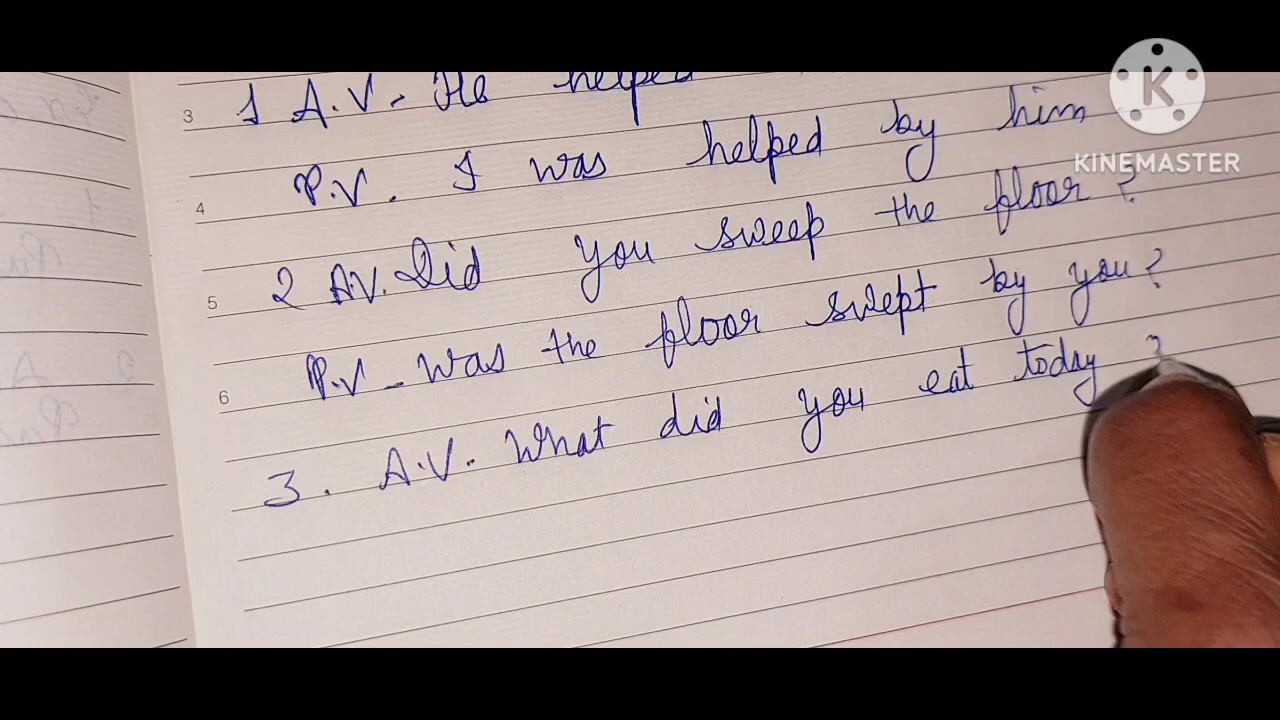 3 1 A.V. He helped
4 P.V. I was helped by him
5 2 A.V. Did you sweep the floor?
6 P.V - was the floor swept by you?
3. A.V. What did you eat today ?
K
KINEMASTER